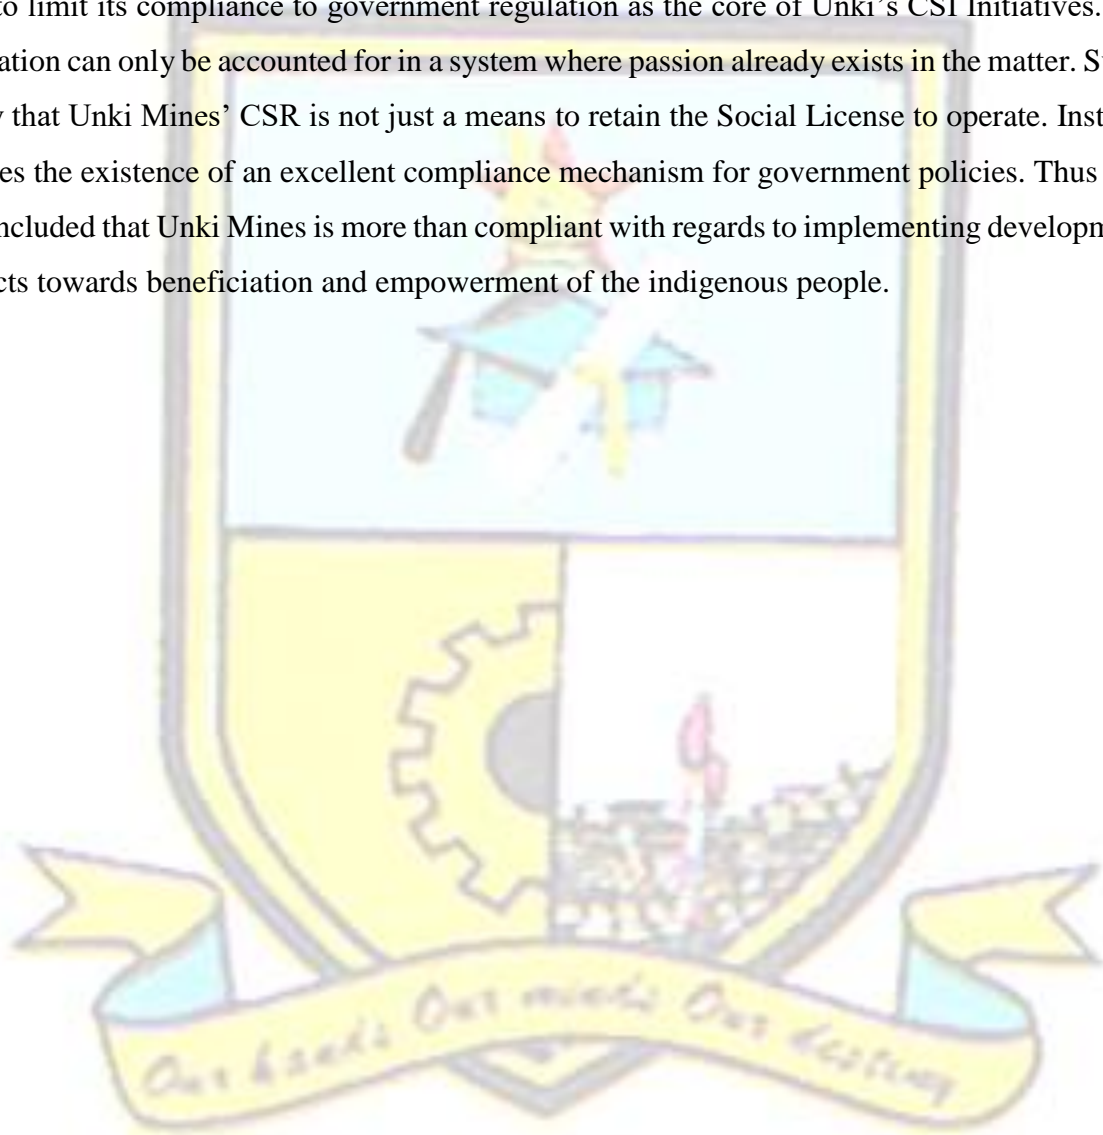 to limit its compliance to government regulation as the core of Unki's CSI Initiatives.
ation can only be accounted for in a system where passion already exists in the matter. S
that Unki Mines' CSR is not just a means to retain the Social License to operate. Inst
es the existence of an excellent compliance mechanism for government policies. Thus
ncluded that Unki Mines is more than compliant with regards to implementing developm
cts towards beneficiation and empowerment of the indigenous people.
Our hands Our minds Our destiny